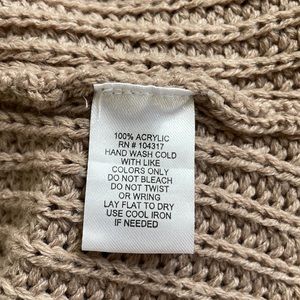 100% ACRYLIC
RN # 104317
HAND WASH COLD
WITH LIKE
COLORS ONLY
DO NOT BLEACH
DO NOT TWIST
OR WRING
LAY FLAT TO DRY
USE COOL IRON
IF NEEDED